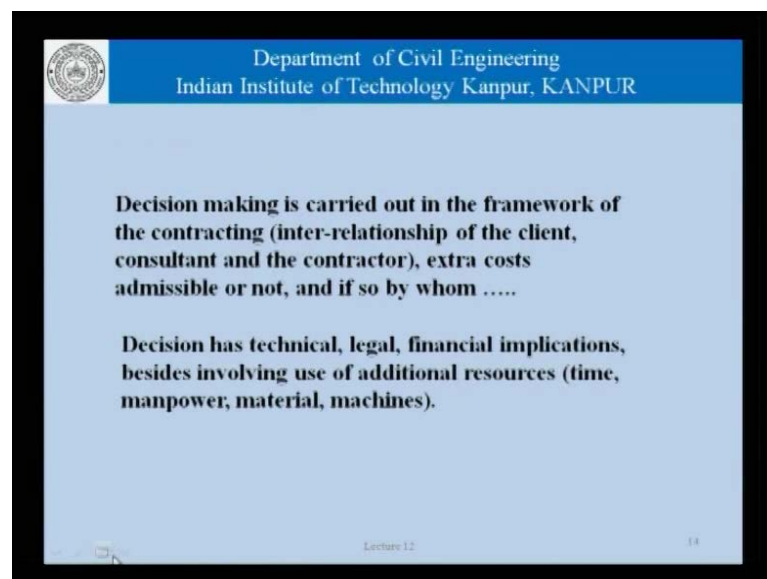 Department of Civil Engineering
Indian Institute of Technology Kanpur, KANPUR
Decision making is carried out in the framework of
the contracting (inter-relationship of the client,
consultant and the contractor), extra costs
admissible or not, and if so by whom …..
Decision has technical, legal, financial implications,
besides involving use of additional resources (time,
manpower, material, machines).
Lecture 12